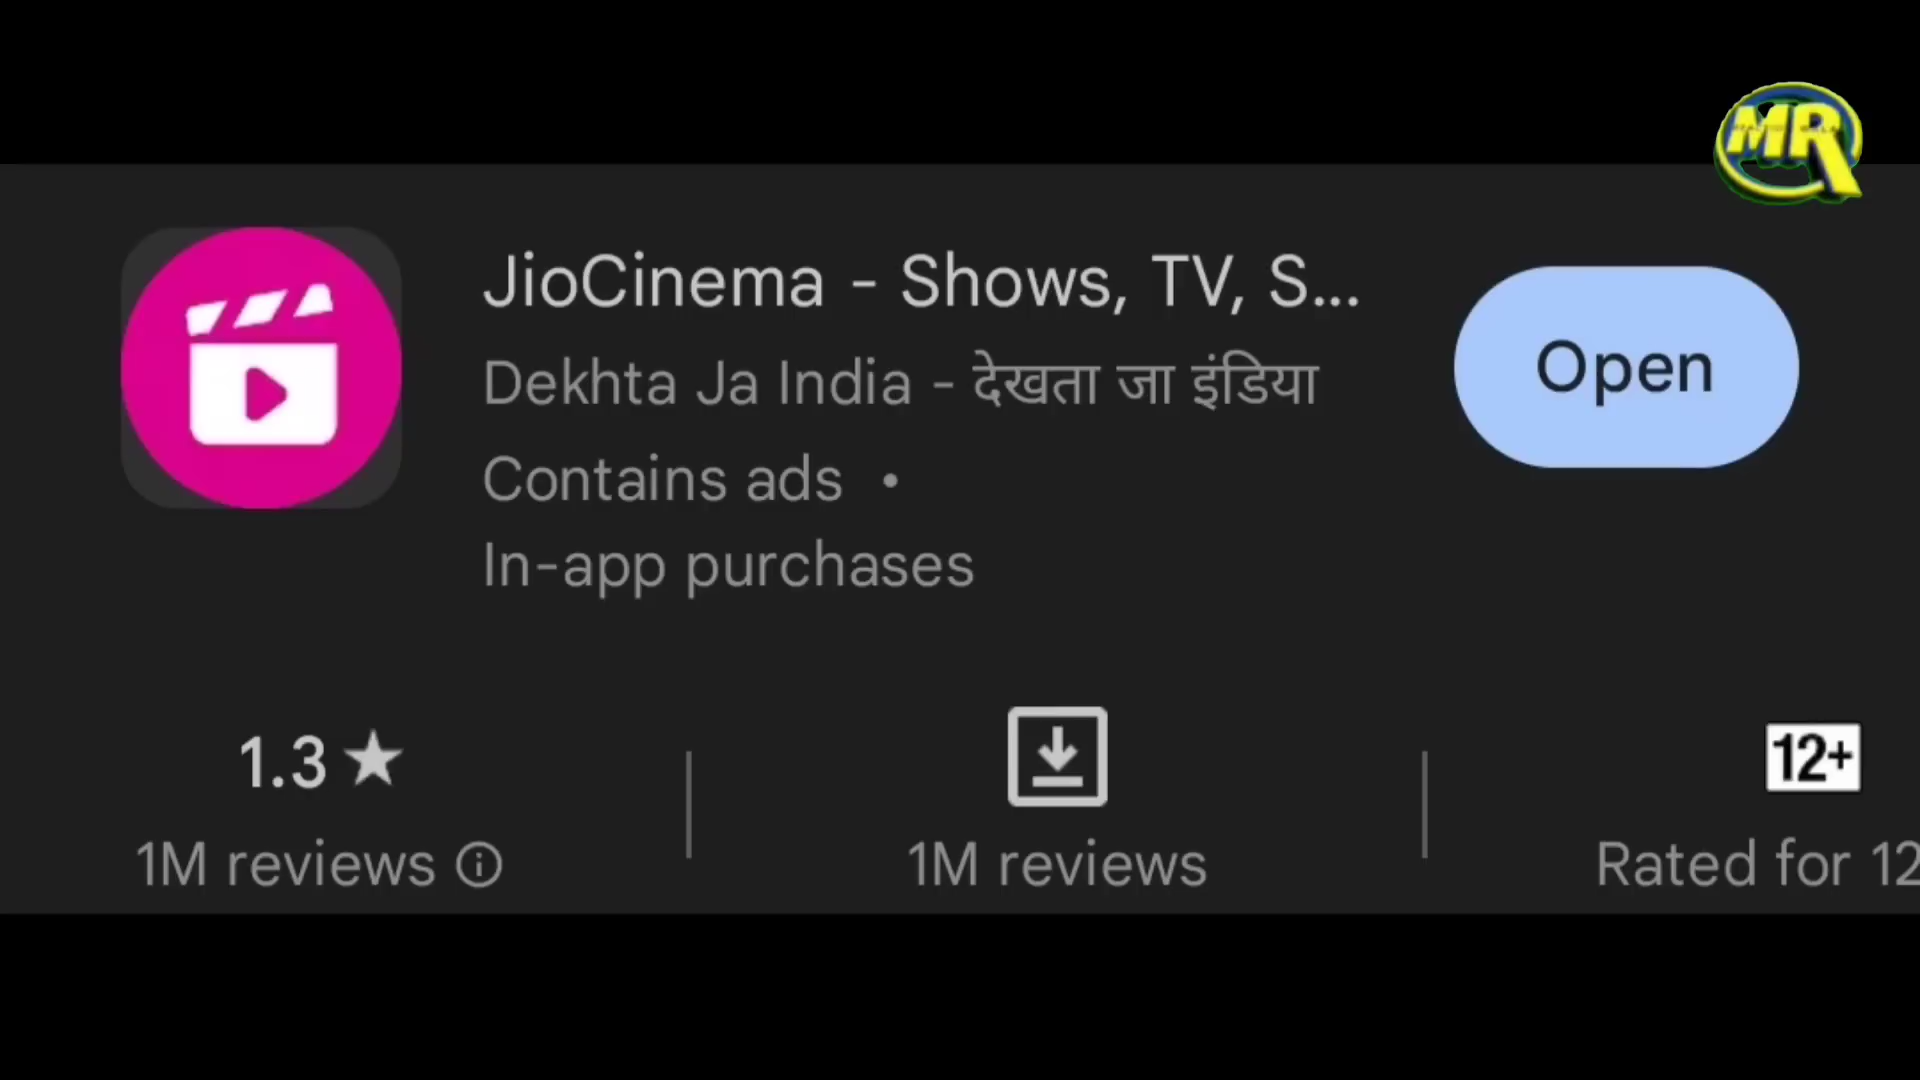 MR
JioCinema - Shows, TV, S...
Dekhta Ja India - देखता जा इंडिया
Contains ads •
In-app purchases
Open
1.3 ★
1M reviews
1M reviews
12+
Rated for 12